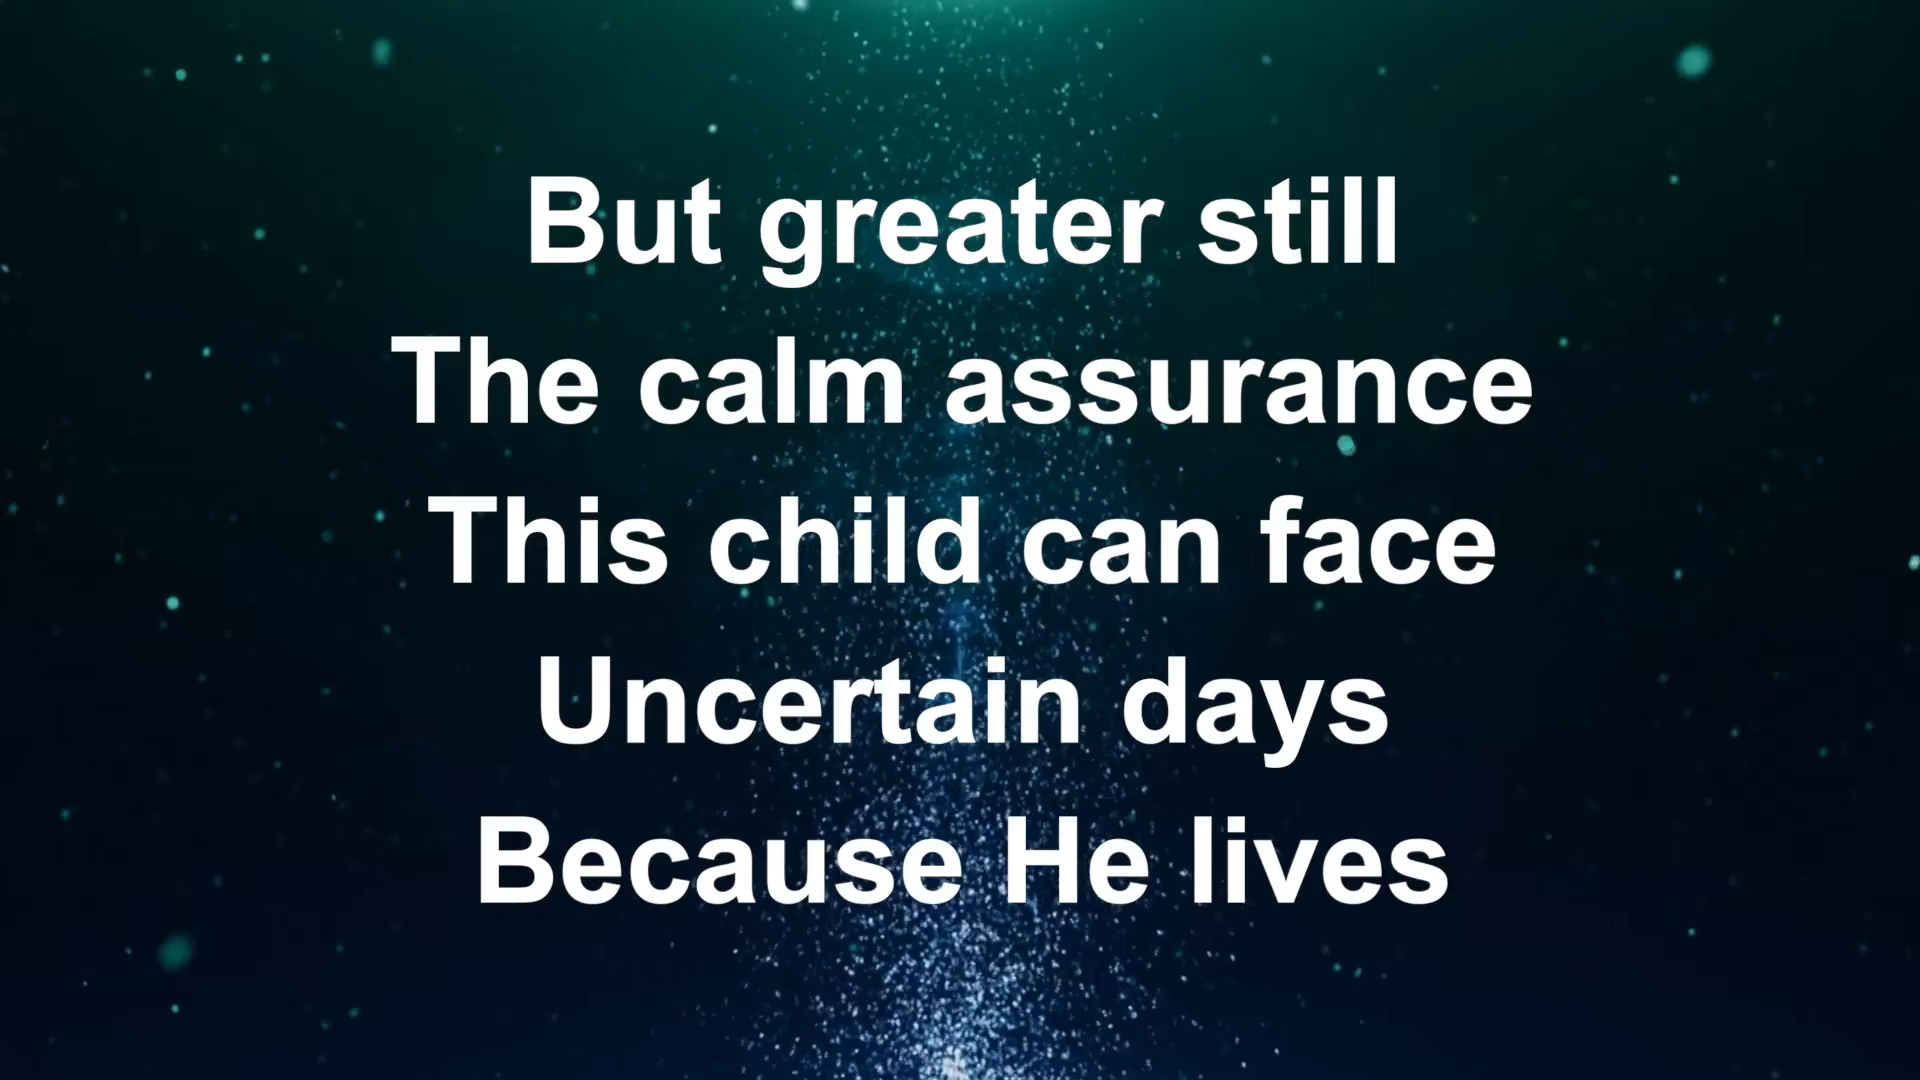 But greater still
The calm assurance
This child can face
Uncertain days
Because He lives